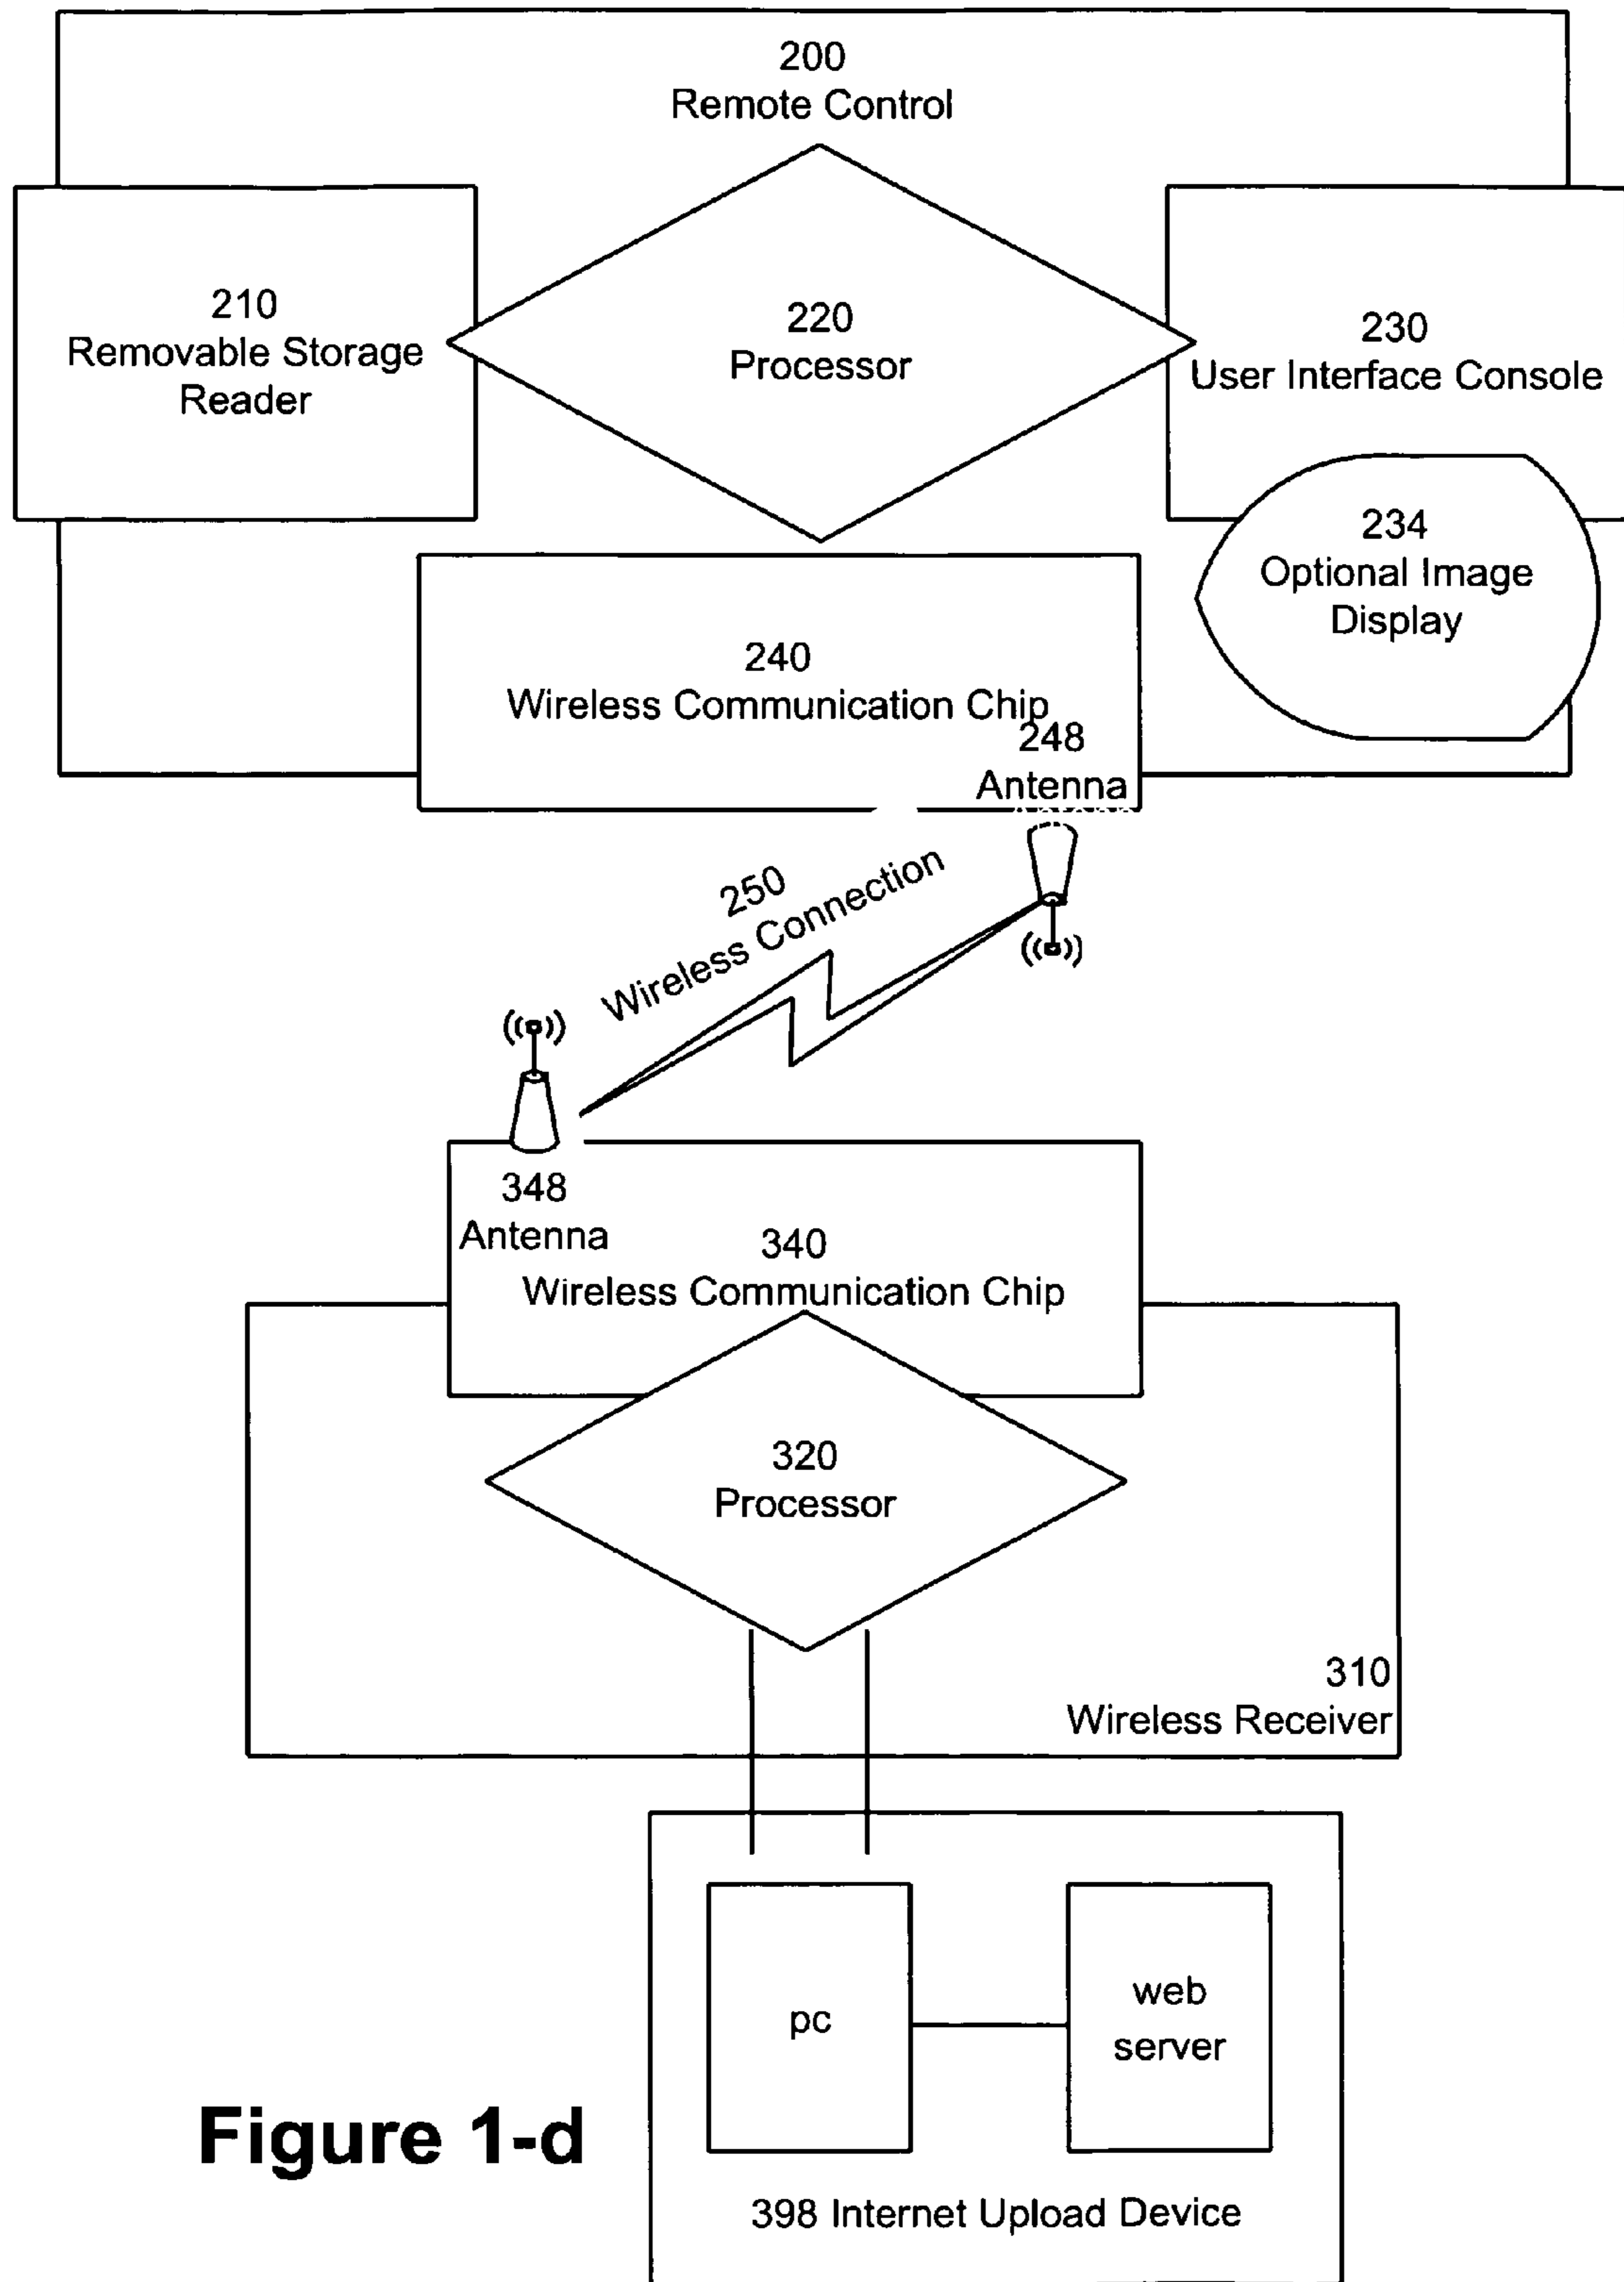 200
Remote Control
210
Removable Storage
Reader
220
Processor
230
User Interface Console
234
Optional Image
Display
240
Wireless Communication Chip
248
Antenna
250
Wireless Connection
348
Antenna
340
Wireless Communication Chip
320
Processor
310
Wireless Receiver
pc
web
server
398 Internet Upload Device
Figure 1-d